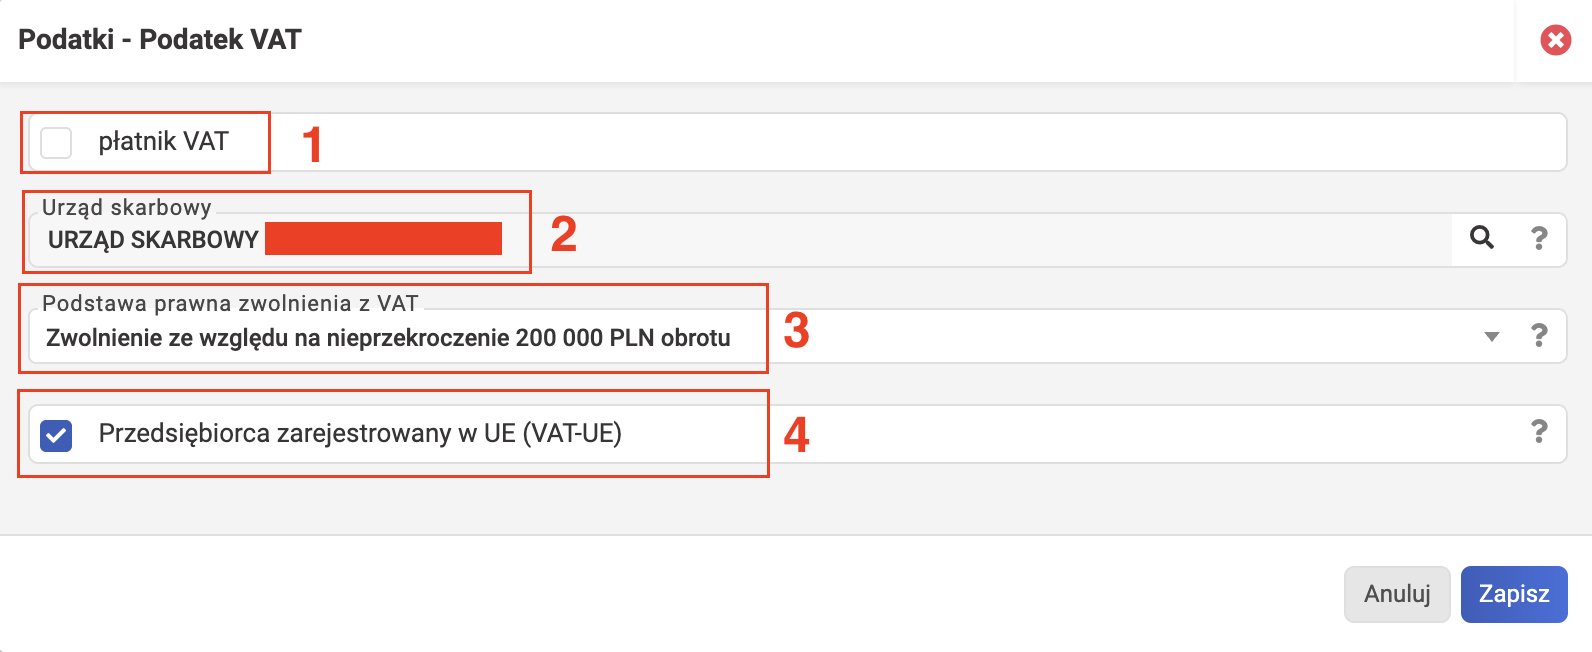 Podatki - Podatek VAT
płatnik VAT
1
Urząd skarbowy
URZĄD SKARBOWY
2
?
Podstawa prawna zwolnienia z VAT
Zwolnienie ze względu na nieprzekroczenie 200 000 PLN obrotu
3
?
Przedsiębiorca zarejestrowany w UE (VAT-UE)
4
?
Anuluj
Zapisz